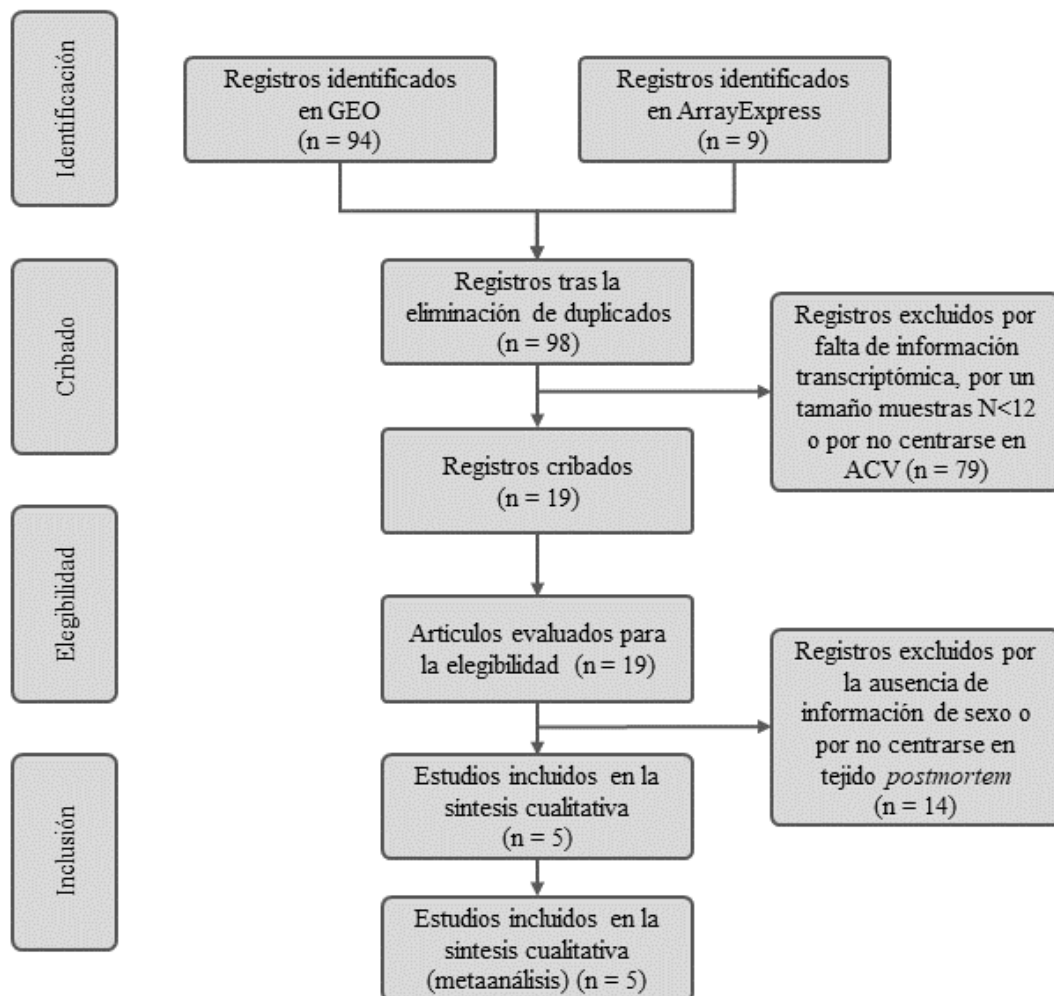 Identificación
Registros identificados
en GEO
(n = 94)
Registros identificados
en ArrayExpress
(n = 9)
Cribado
Registros tras la
eliminación de duplicados
(n = 98)
Registros excluidos por
falta de información
transcriptómica, por un
tamaño muestras N<12
o por no centrarse en
ACV (n = 79)
Registros cribados
(n = 19)
Elegibilidad
Artículos evaluados para
la elegibilidad (n = 19)
Registros excluidos por
la ausencia de
información de sexo o
por no centrarse en
tejido postmortem
(n = 14)
Inclusión
Estudios incluidos en la
síntesis cualitativa
(n = 5)
Estudios incluidos en la
síntesis cualitativa
(metaanálisis) (n = 5)